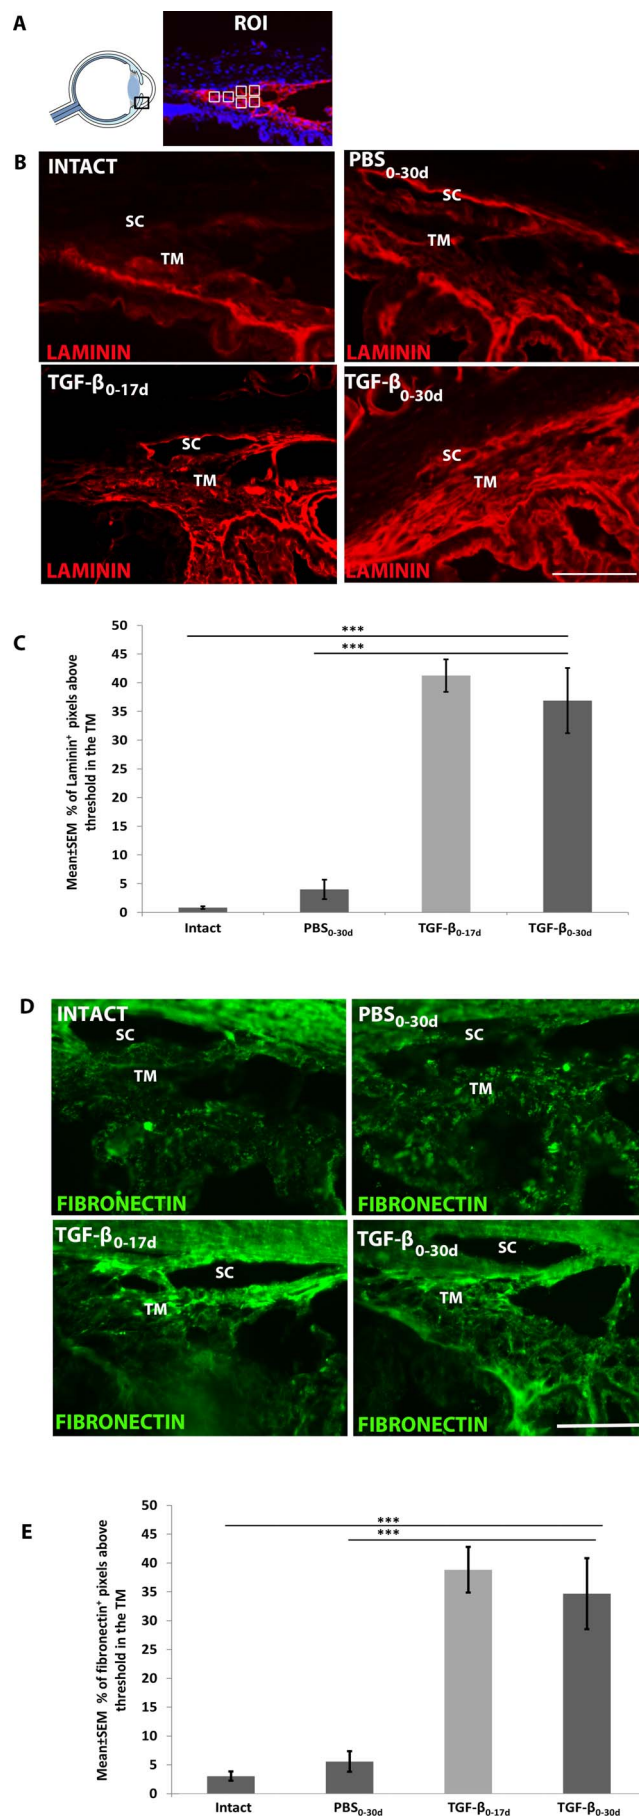 A
ROI
B
INTACT
SC
TM
LAMININ
PBS0-30d
SC
TM
LAMININ
TGF-β0-17d
SC
TM
LAMININ
TGF-β0-30d
SC
TM
LAMININ
C
Mean±SEM % of Laminin+ pixels above
threshold in the TM
50
45
40
35
30
25
20
15
10
5
0
***
***
Intact
PBS0-30d
TGF-β0-17d
TGF-β0-30d
D
INTACT
SC
TM
FIBRONECTIN
PBS0-30d
SC
TM
FIBRONECTIN
TGF-β0-17d
SC
TM
FIBRONECTIN
TGF-β0-30d
SC
TM
FIBRONECTIN
E
Mean±SEM % of fibronectin+ pixels above
threshold in the TM
50
45
40
35
30
25
20
15
10
5
0
***
***
Intact
PBS0-30d
TGF-β0-17d
TGF-β0-30d